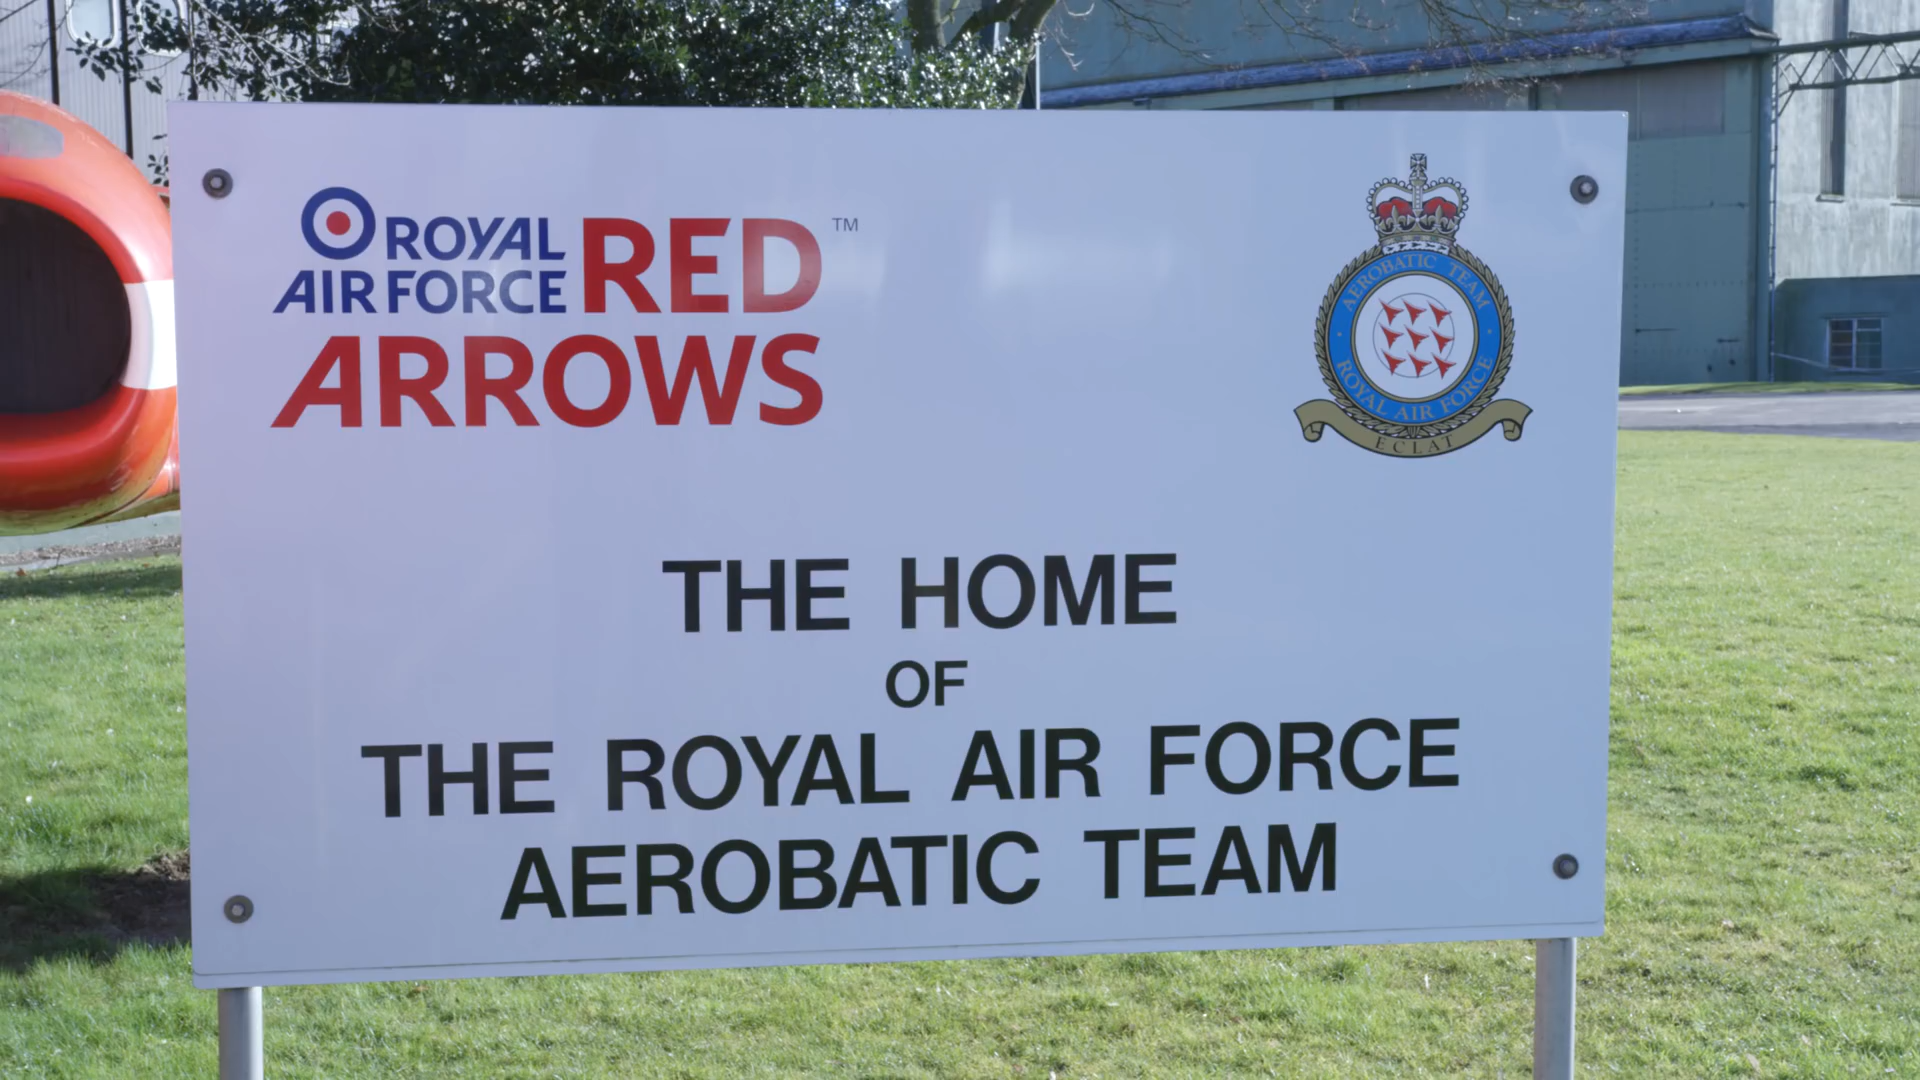 ROYAL
AIR FORCE RED
ARROWS ™
AEROBATIC TEAM
ROYAL AIR FORCE
ECLAT
THE HOME
OF
THE ROYAL AIR FORCE
AEROBATIC TEAM